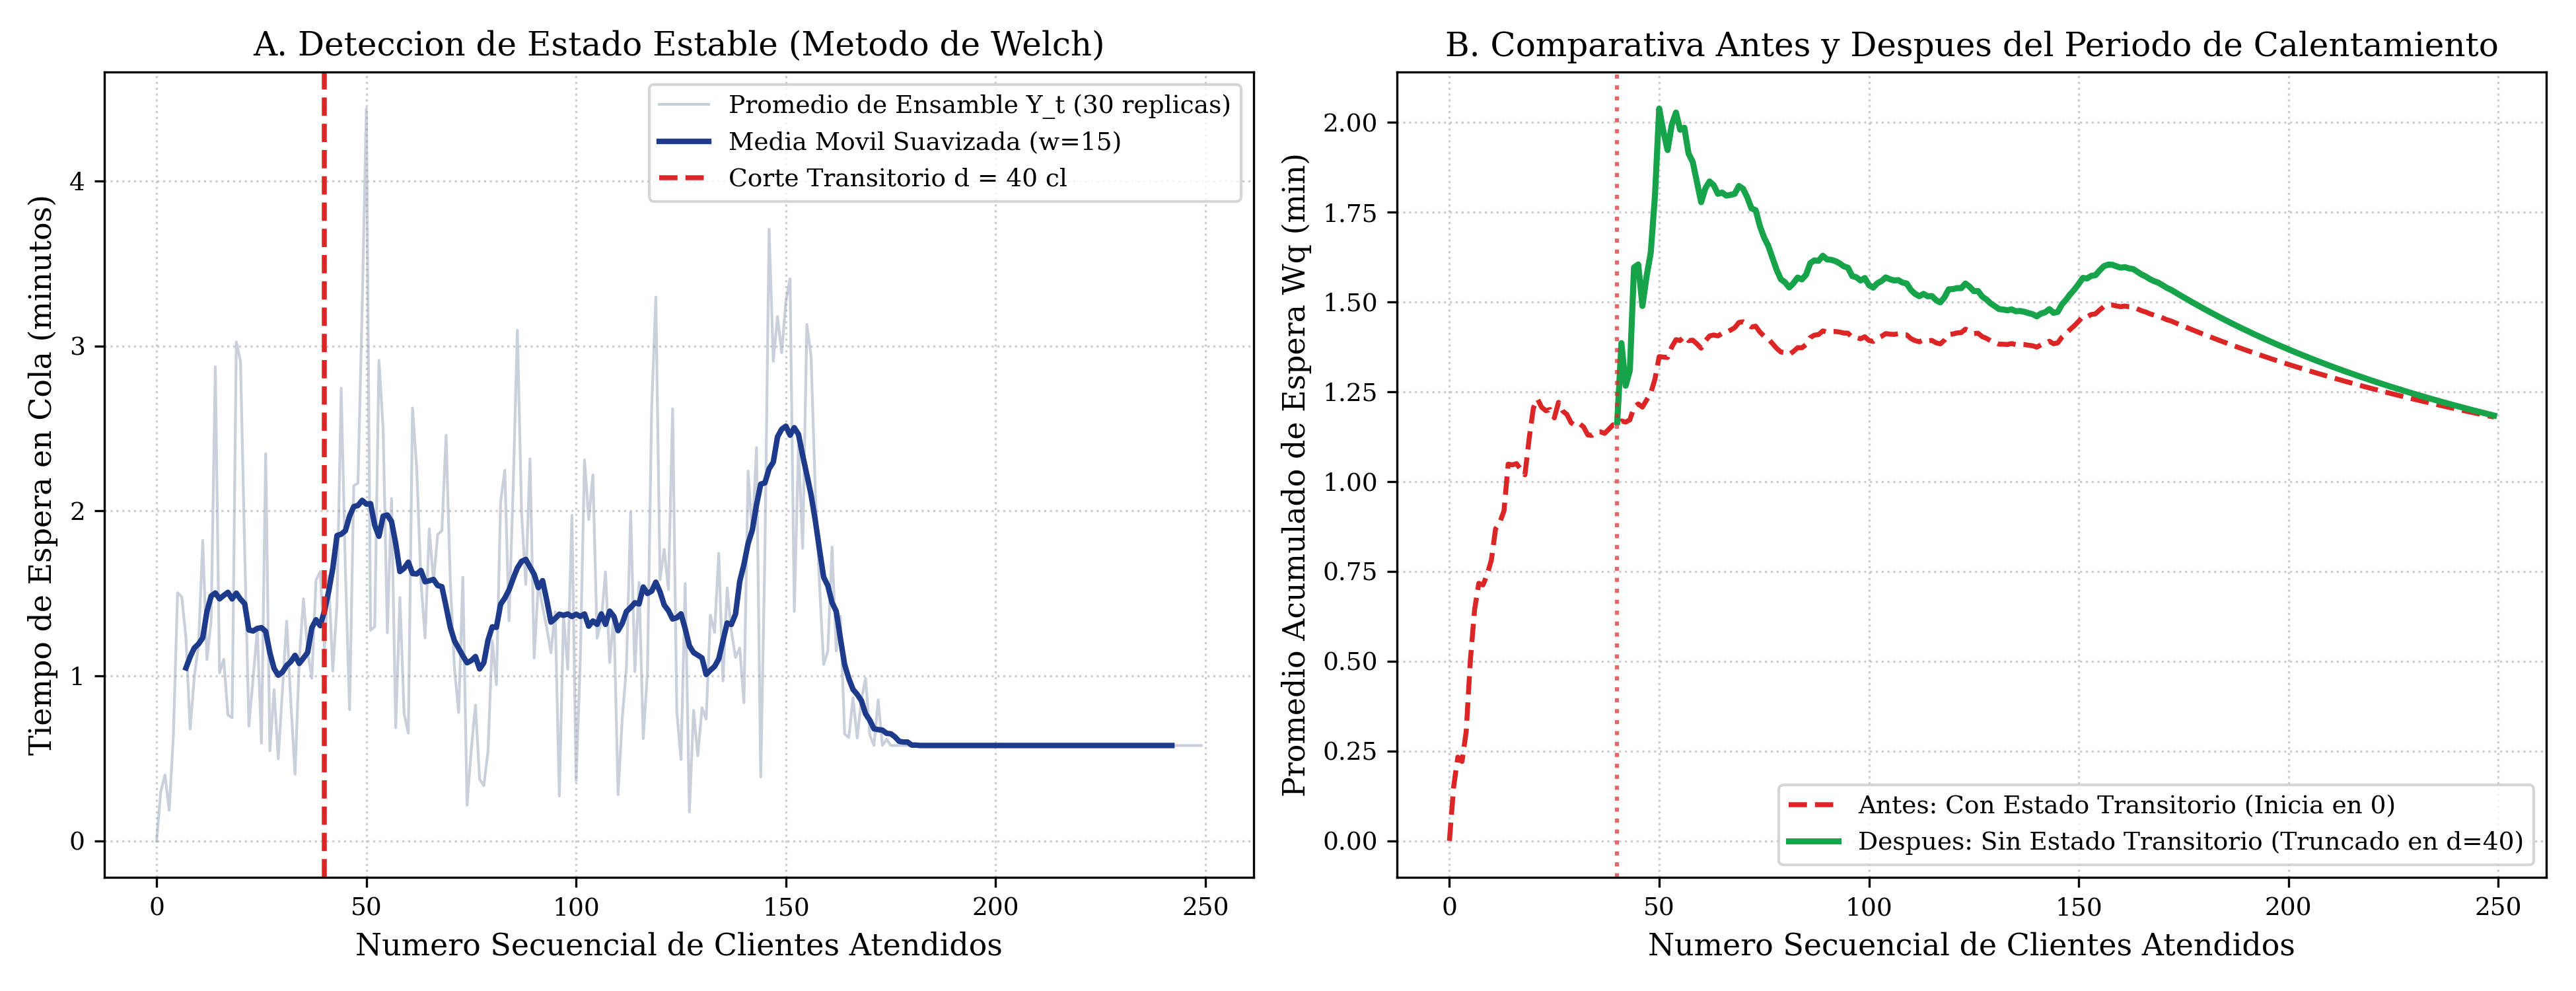 A. Deteccion de Estado Estable (Metodo de Welch)
Promedio de Ensamble Y_t (30 replicas)
Media Movil Suavizada (w=15)
Corte Transitorio d = 40 cl
Tiempo de Espera en Cola (minutos)
4
3
2
1
0
0
50
100
150
200
250
Numero Secuencial de Clientes Atendidos
B. Comparativa Antes y Despues del Periodo de Calentamiento
Promedio Acumulado de Espera Wq (min)
2.00
1.75
1.50
1.25
1.00
0.75
0.50
0.25
0.00
Antes: Con Estado Transitorio (Inicia en 0)
Despues: Sin Estado Transitorio (Truncado en d=40)
0
50
100
150
200
250
Numero Secuencial de Clientes Atendidos